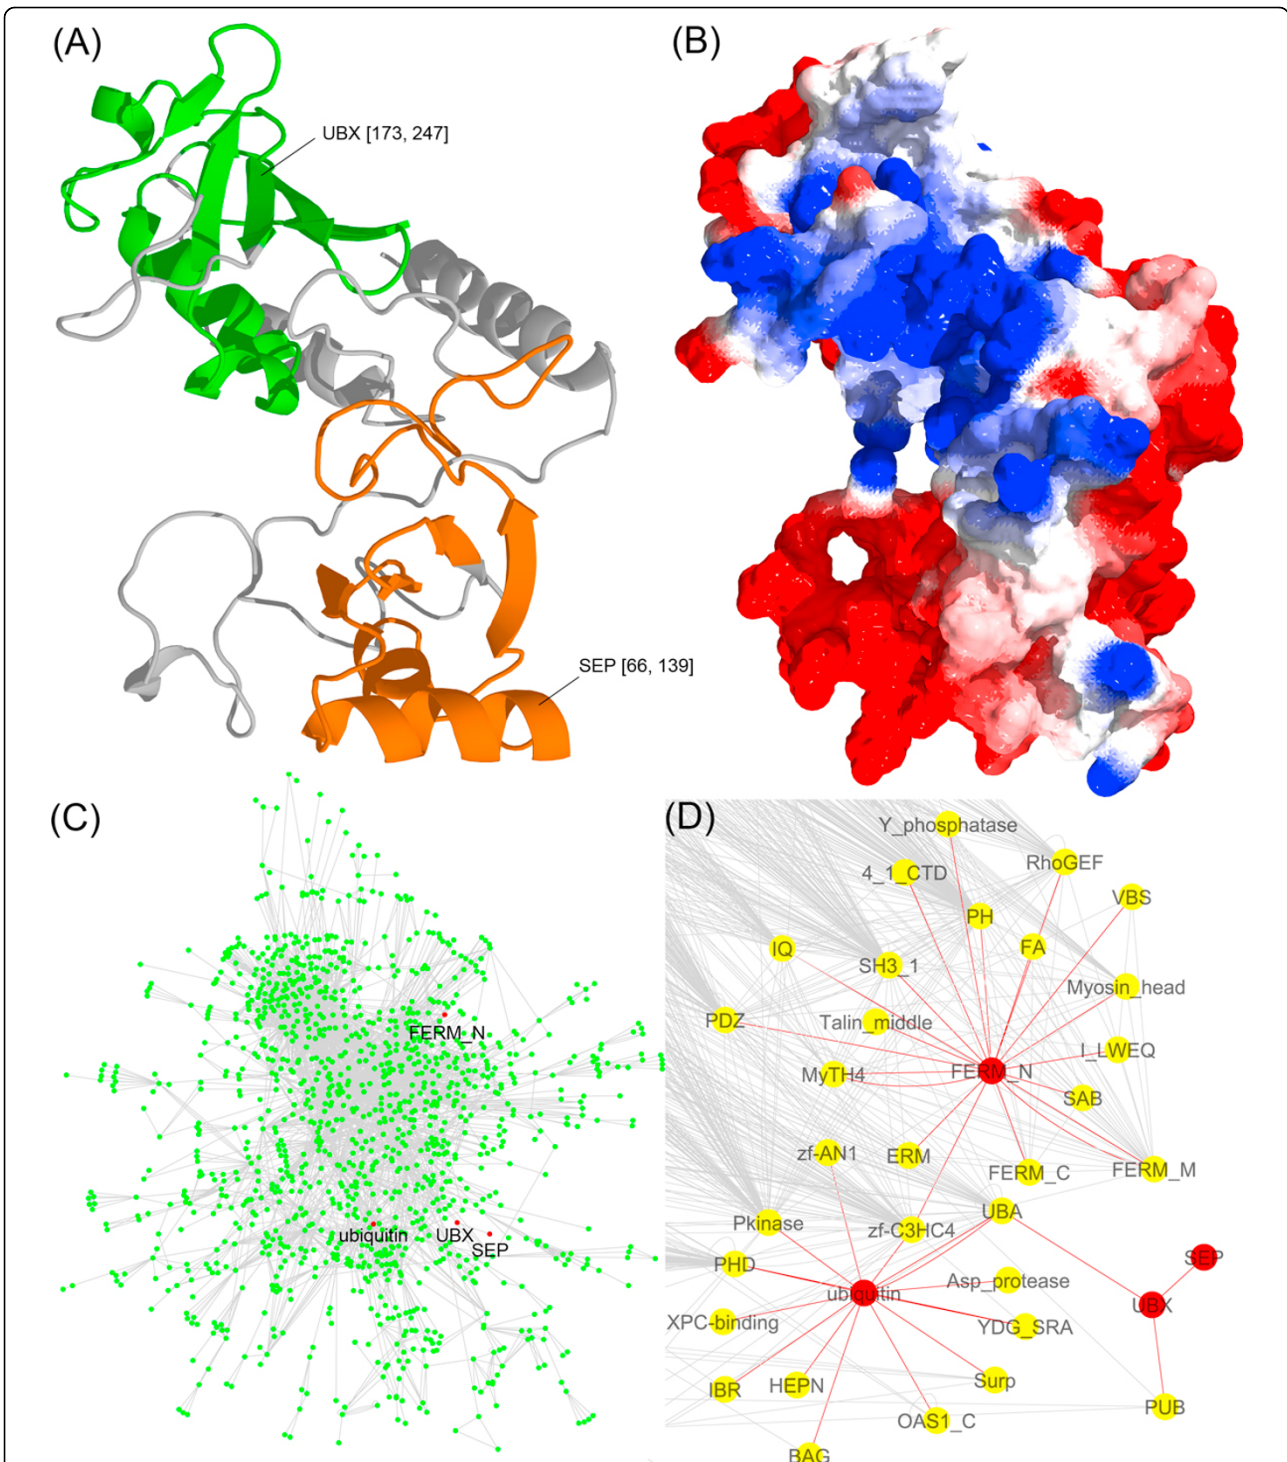 (A)
(B)
UBX [173, 247]
SEP [66, 139]
(C)
FERM_N
ubiquitin
UBX
SEP
(D)
Y_phosphatase
4_1_CTD
RhoGEF
VBS
PH
IQ
FA
SH3_1
Myosin_head
PDZ
Talin_middle
I_LWEQ
MyTH4
FERM_N
SAB
zf-AN1
ERM
FERM_C
FERM_M
UBA
Pkinase
zf-C3HC4
PHD
SEP
Asp_protease
ubiquitin
UBX
XPC-binding
YDG_SRA
IBR
HEPN
Surp
PUB
OAS1_C
BAG